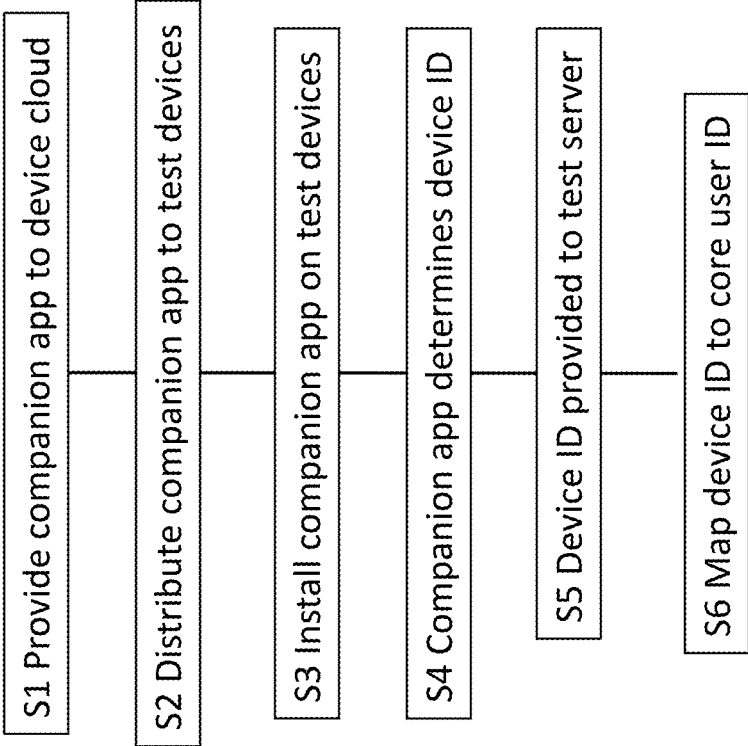 S1 Provide companion app to device cloud
S2 Distribute companion app to test devices
S3 Install companion app on test devices
S4 Companion app determines device ID
S5 Device ID provided to test server
S6 Map device ID to core user ID